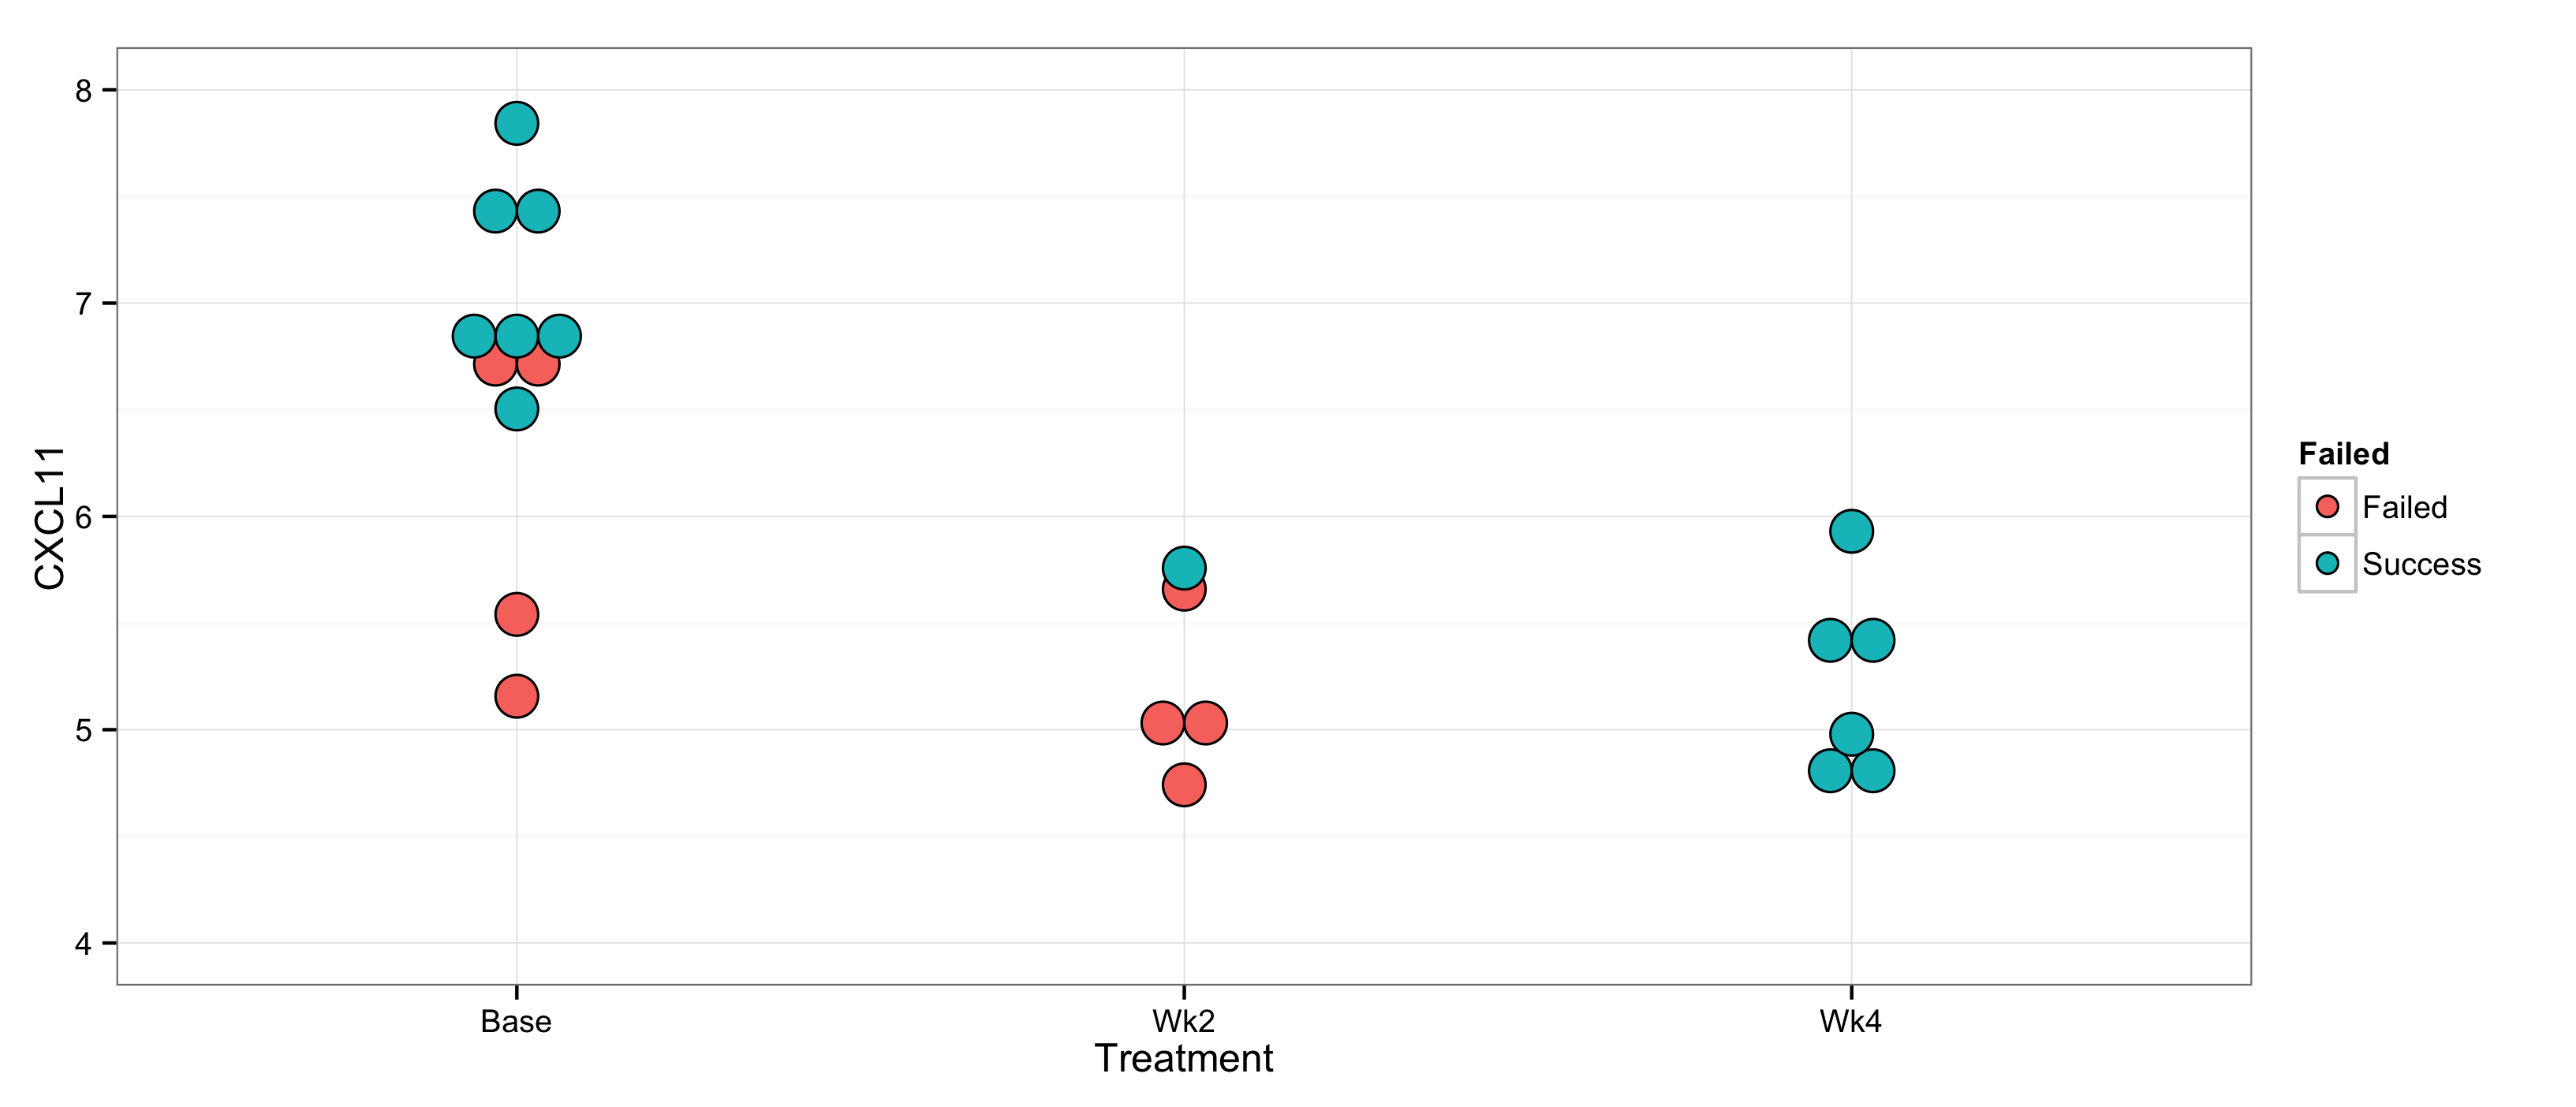 8
7
6
5
4
CXCL11
Base
Wk2
Wk4
Treatment
Failed
Failed
Success